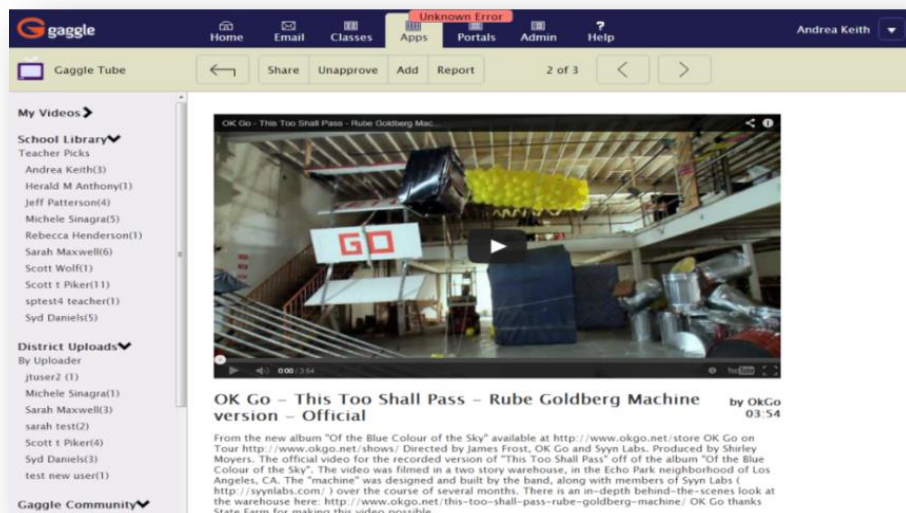 Unknown Error
gaggle
Home Email Classes Apps Portals Admin ? Help
Andrea Keith
Gaggle Tube
Share Unapprove Add Report 2 of 3
My Videos
School Library
Teacher Picks
Andrea Keith(3)
Herald M Anthony(1)
Jeff Patterson(4)
Michele Sinagra(5)
Rebecca Henderson(1)
Sarah Maxwell(6)
Scott Wolf(1)
Scott t Piker(11)
sptest4 teacher(1)
Syd Daniels(5)
District Uploads
By Uploader
jtuser2 (1)
Michele Sinagra(1)
Sarah Maxwell(3)
sarah test(2)
Scott t Piker(4)
Syd Daniels(3)
test new user(1)
Gaggle Community
OK Go - This Too Shall Pass - Rube Goldberg Mac...
GO
0:00 / 3:54
YouTube
OK Go - This Too Shall Pass - Rube Goldberg Machine
version - Official
by OkGo
03:54
From the new album "Of the Blue Colour of the Sky" available at http://www.okgo.net/store OK Go on
Tour http://www.okgo.net/shows/ Directed by James Frost, OK Go and Syyn Labs. Produced by Shirley
Moyers. The official video for the recorded version of "This Too Shall Pass" off of the album "Of the Blue
Colour of the Sky". The video was filmed in a two story warehouse, in the Echo Park neighborhood of Los
Angeles, CA. The "machine" was designed and built by the band, along with members of Syyn Labs (
http://syynlabs.com/ ) over the course of several months. There is an in-depth behind-the-scenes look at
the warehouse here: http://www.okgo.net/this-too-shall-pass-rube-goldberg-machine/ OK Go thanks
State Farm for making this video possible